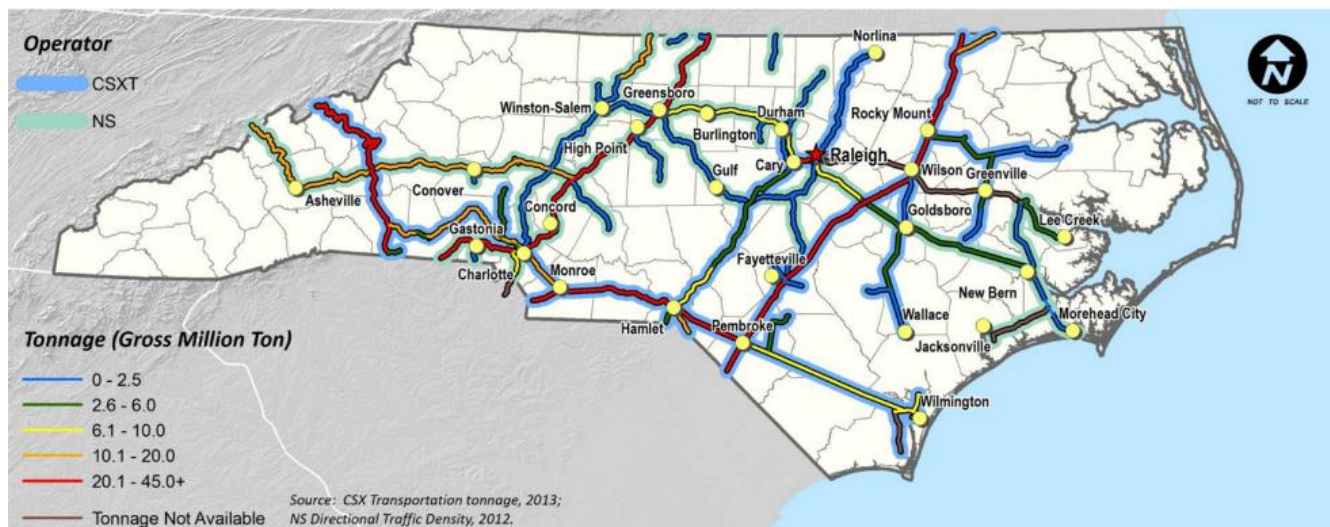 Operator
CSXT
NS
Norlina
N
NOT TO SCALE
Greensboro
Winston-Salem
Durham
Rocky Mount
Burlington
High Point
Raleigh
Cary
Wilson
Gulf
Greenville
Conover
Asheville
Concord
Goldsboro
Lee Creek
Gastonia
Fayetteville
Charlotte
Monroe
New Bern
Wallace
Morehead City
Hamlet
Pembroke
Jacksonville
Wilmington
Tonnage (Gross Million Ton)
0 - 2.5
2.6 - 6.0
6.1 - 10.0
10.1 - 20.0
20.1 - 45.0+
Tonnage Not Available
Source: CSX Transportation tonnage, 2013;
NS Directional Traffic Density, 2012.